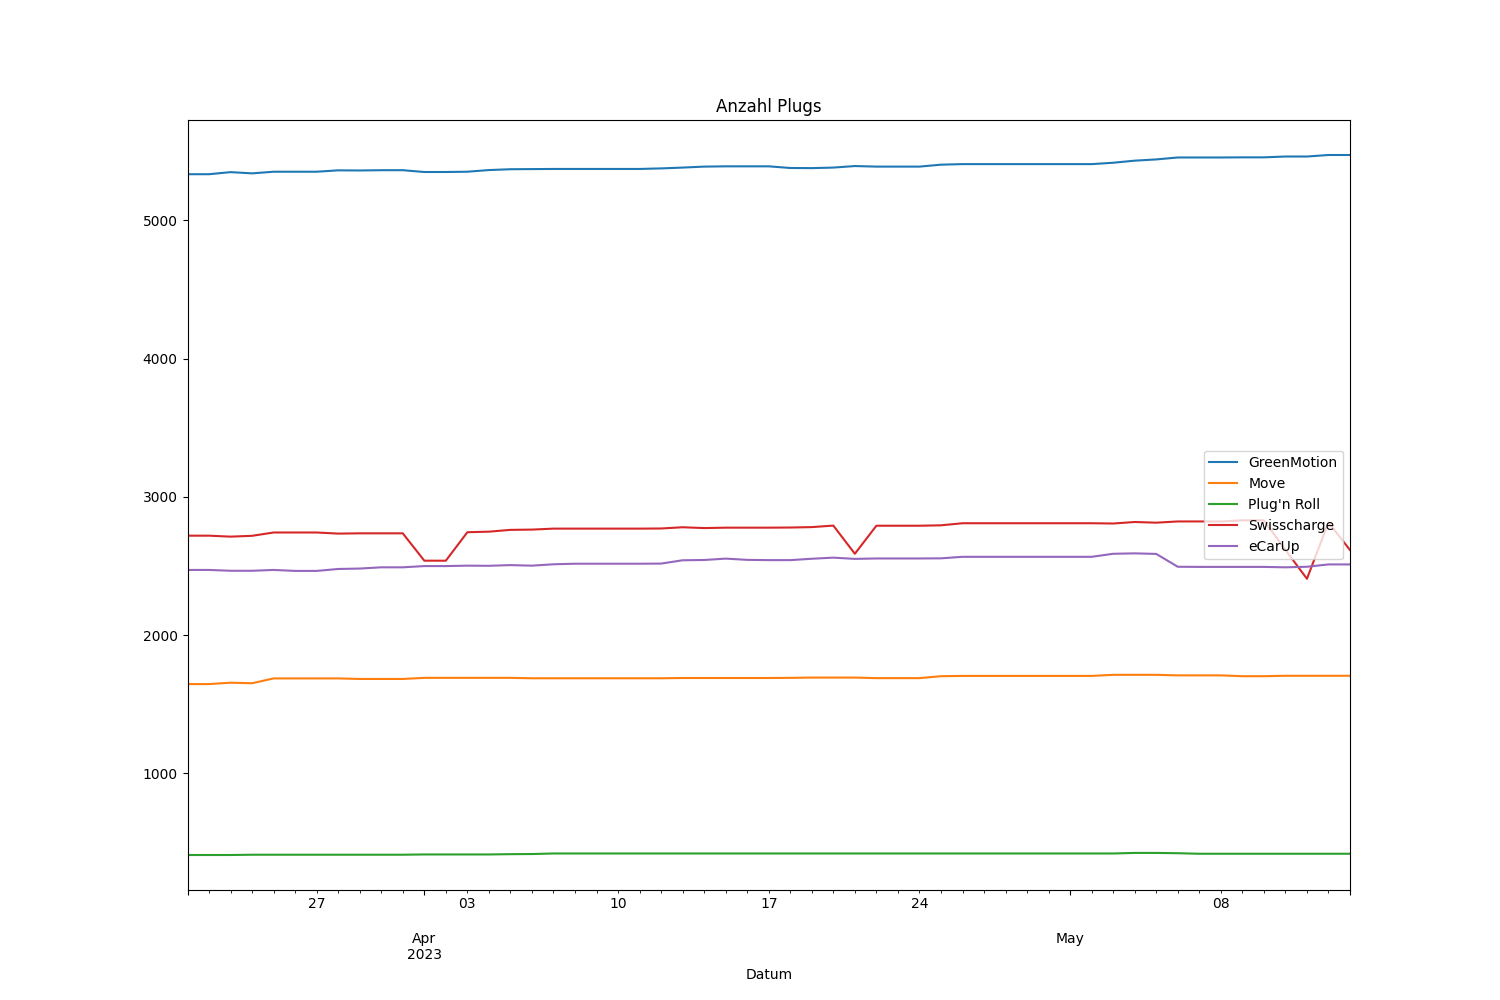 Anzahl Plugs
5000
4000
3000
2000
1000
GreenMotion
Move
Plug'n Roll
Swisscharge
eCarUp
27 03 10 17 24 08
Apr May
2023
Datum